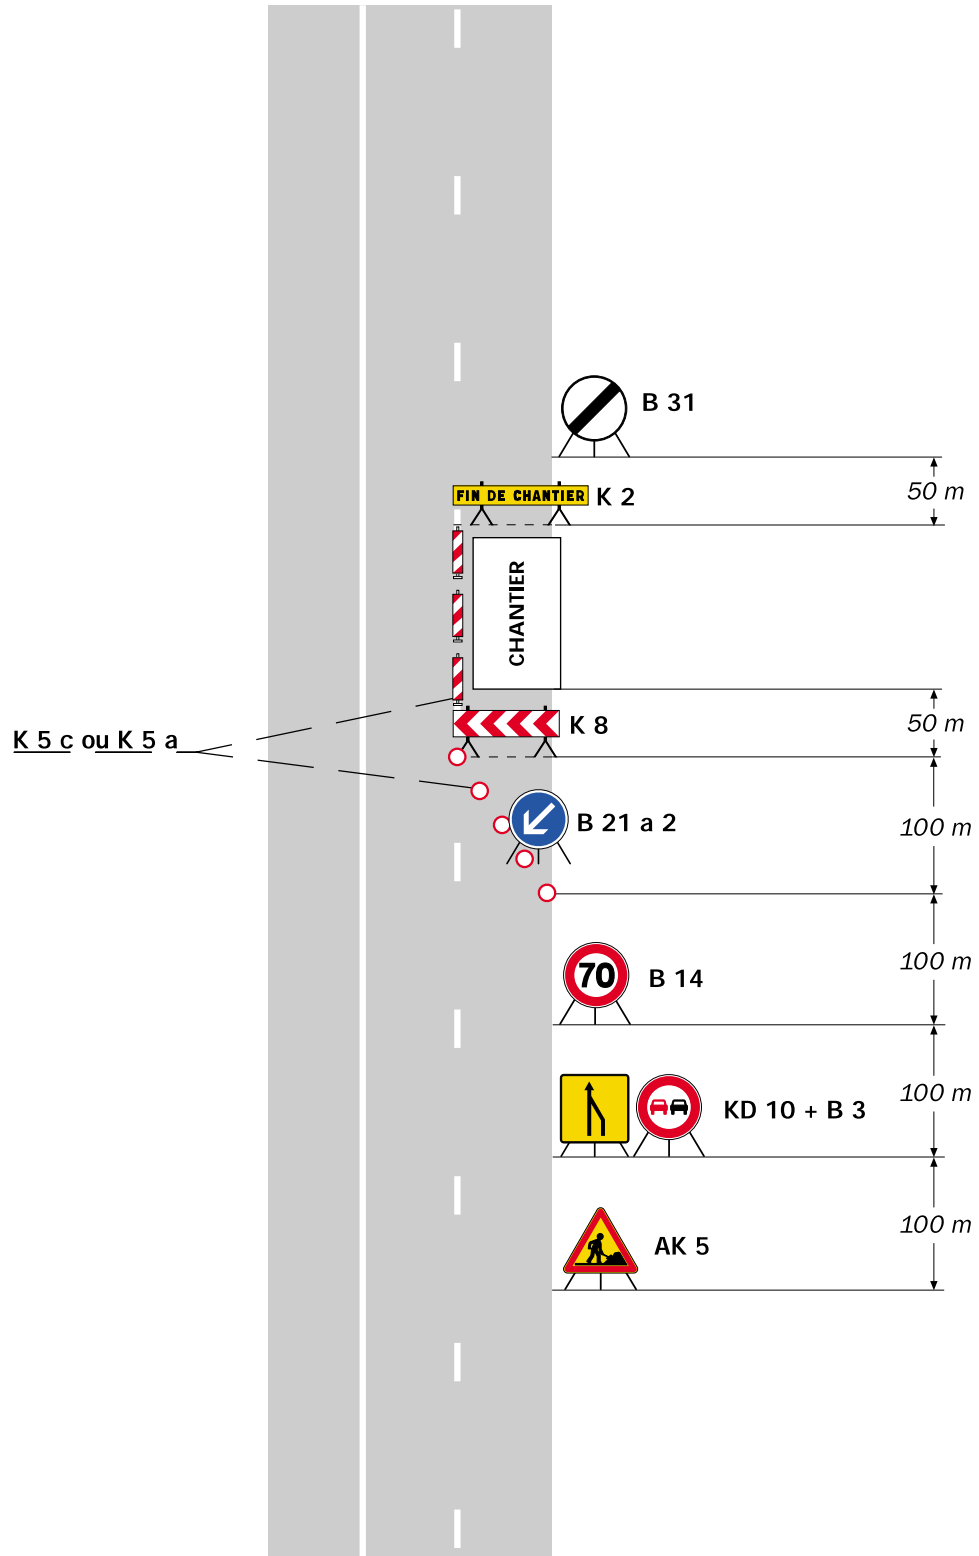 B 31
50 m
FIN DE CHANTIER
K 2
CHANTIER
50 m
K 8
K 5 c ou K 5 a
B 21 a 2
100 m
70
B 14
100 m
KD 10 + B 3
100 m
AK 5
100 m